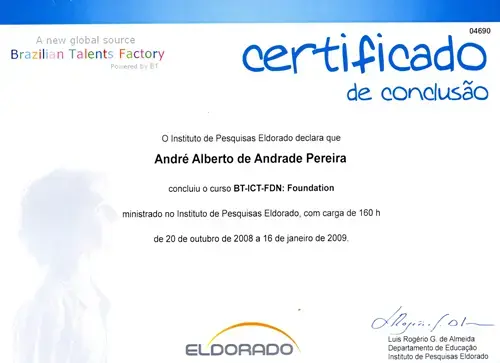 04690
A new global source
Brazilian Talents Factory
Powered by BT
certificado
de conclusão
O Instituto de Pesquisas Eldorado declara que
André Alberto de Andrade Pereira
concluiu o curso BT-ICT-FDN: Foundation
ministrado no Instituto de Pesquisas Eldorado, com carga de 160 h
de 20 de outubro de 2008 a 16 de janeiro de 2009.
Luis Rogério G. de Almeida
Departamento de Educação
Instituto de Pesquisas Eldorado
ELDORADO